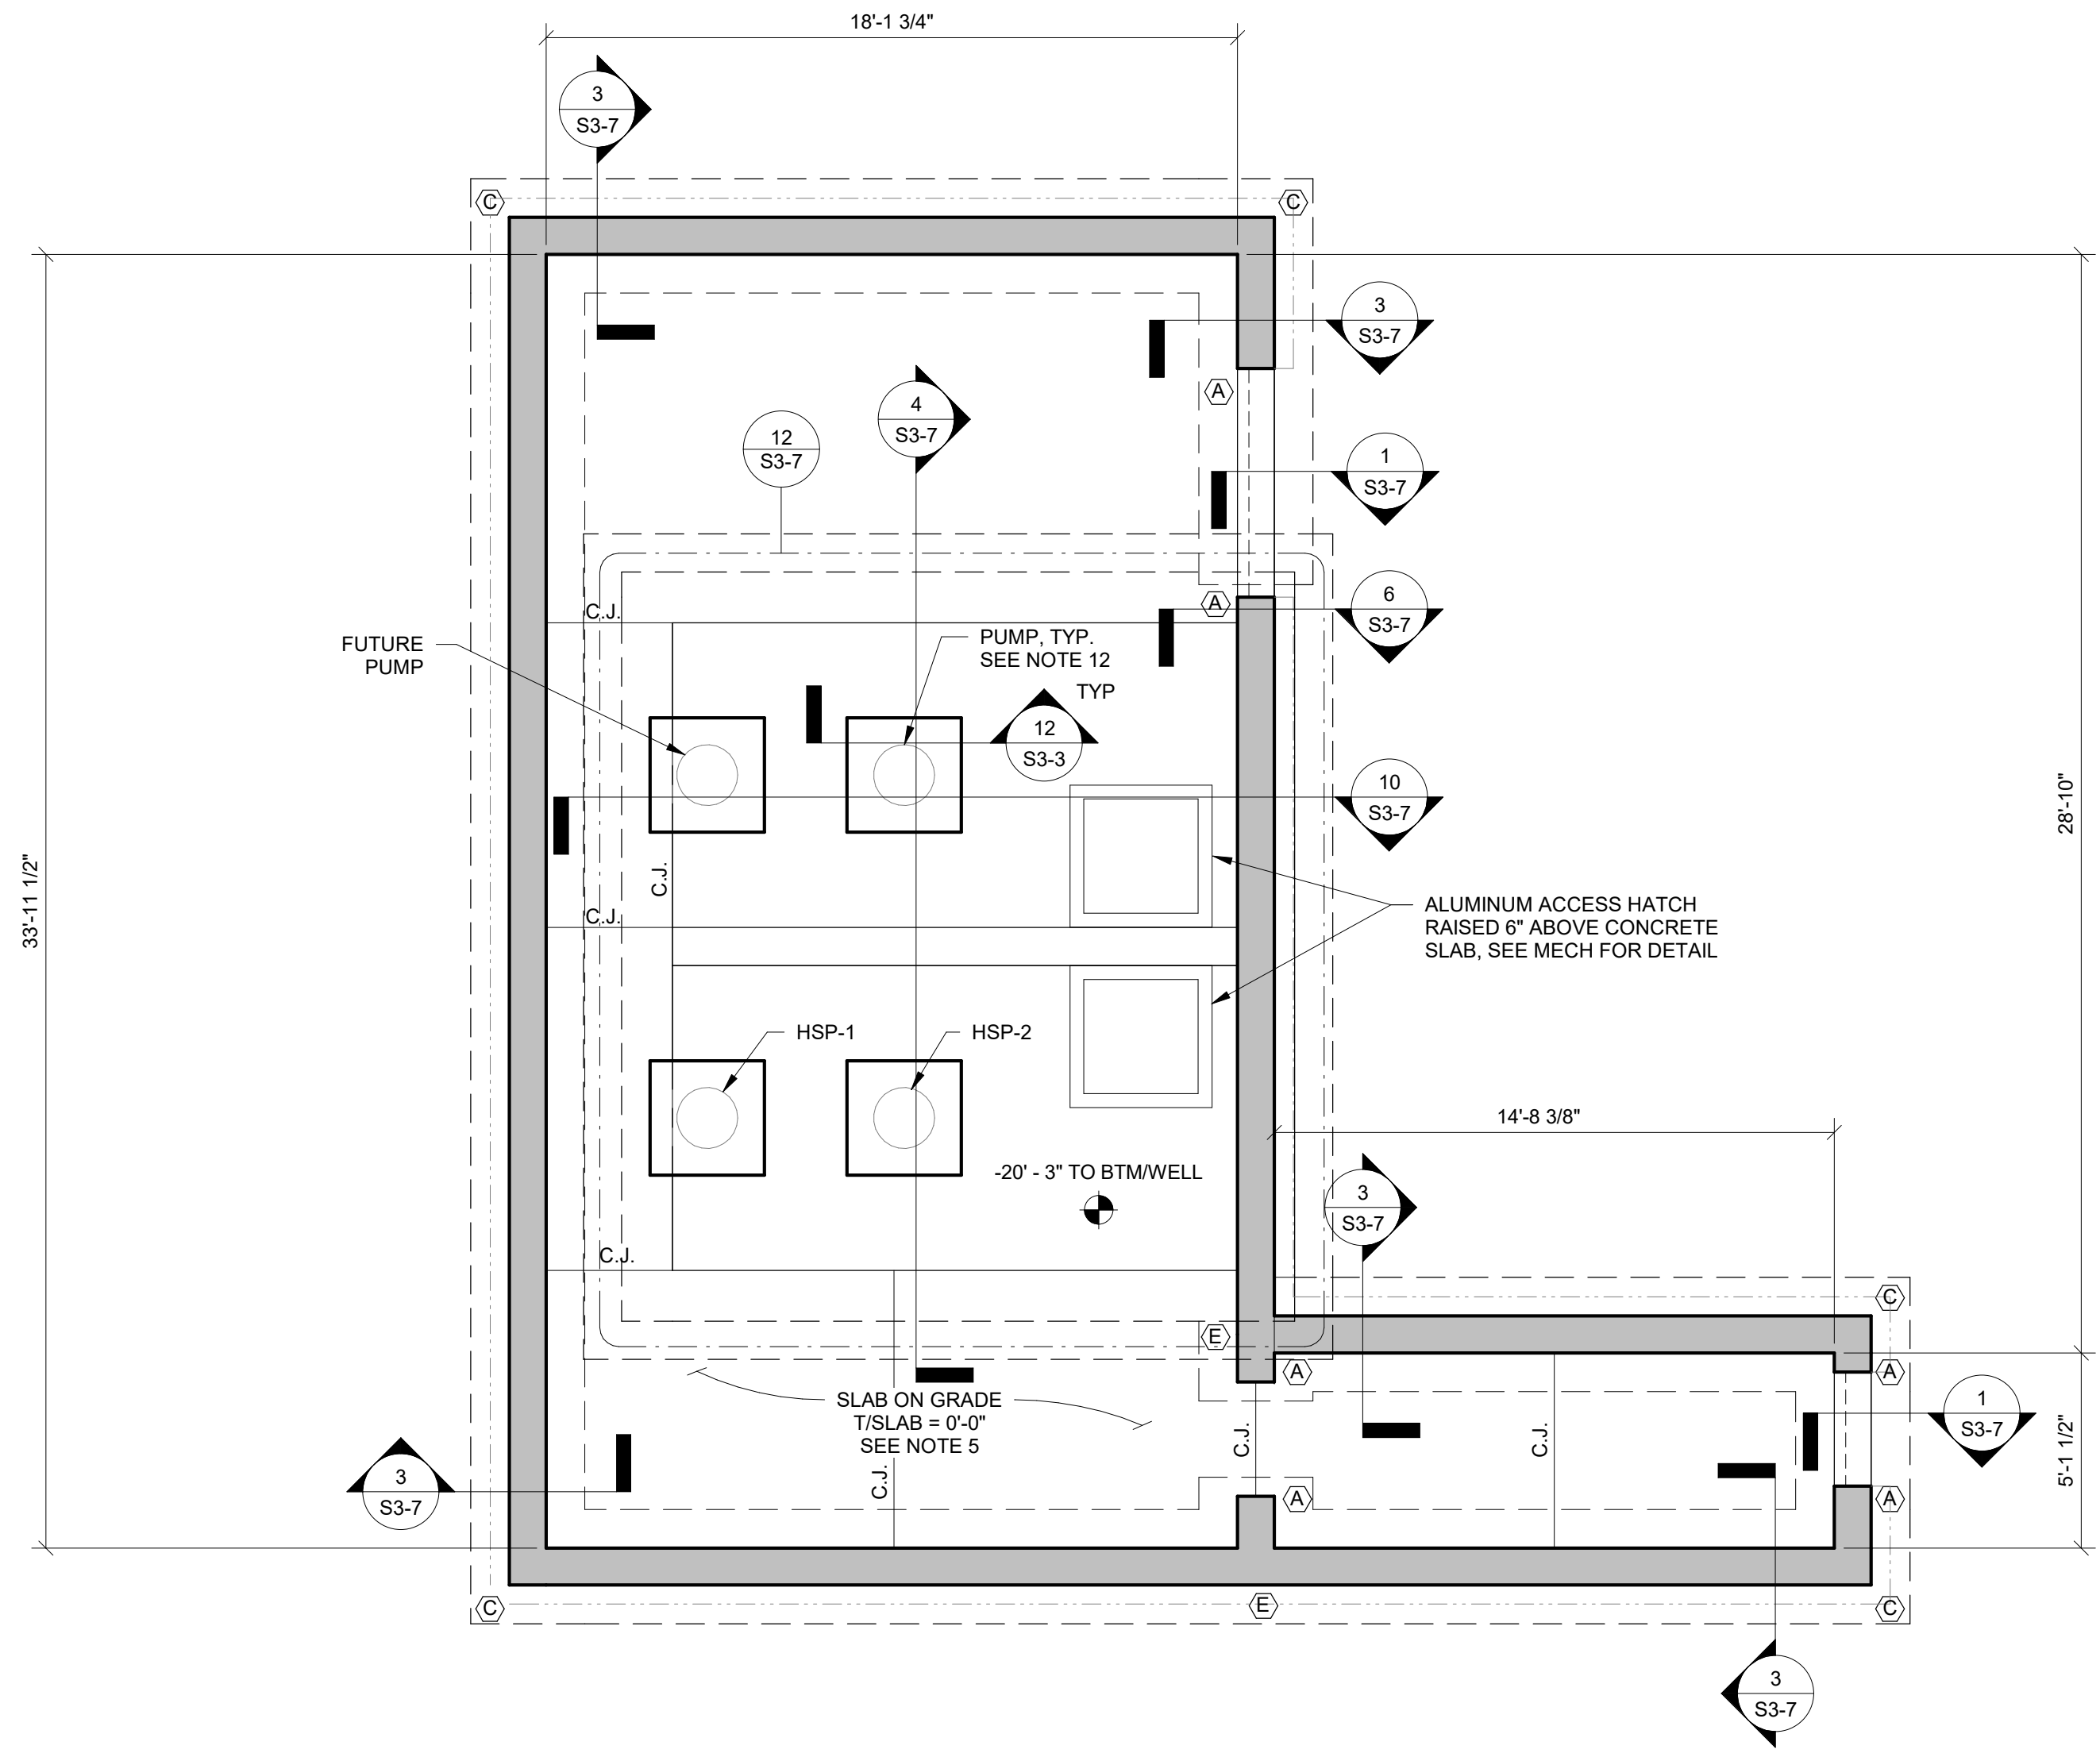 18'-1 3/4"
3
S3-7
C
C
3
S3-7
A
4
S3-7
12
S3-7
1
S3-7
6
S3-7
A
C.J.
FUTURE
PUMP
PUMP, TYP.
SEE NOTE 12
TYP
12
S3-3
10
S3-7
28'-10"
33'-11 1/2"
C.J.
C.J.
ALUMINUM ACCESS HATCH
RAISED 6" ABOVE CONCRETE
SLAB, SEE MECH FOR DETAIL
HSP-1
HSP-2
14'-8 3/8"
-20' - 3" TO BTM/WELL
3
S3-7
C.J.
C
E
A
A
SLAB ON GRADE
T/SLAB = 0'-0"
SEE NOTE 5
C.J.
C.J.
C.J.
1
S3-7
5'-1 1/2"
3
S3-7
A
A
C
E
C
3
S3-7